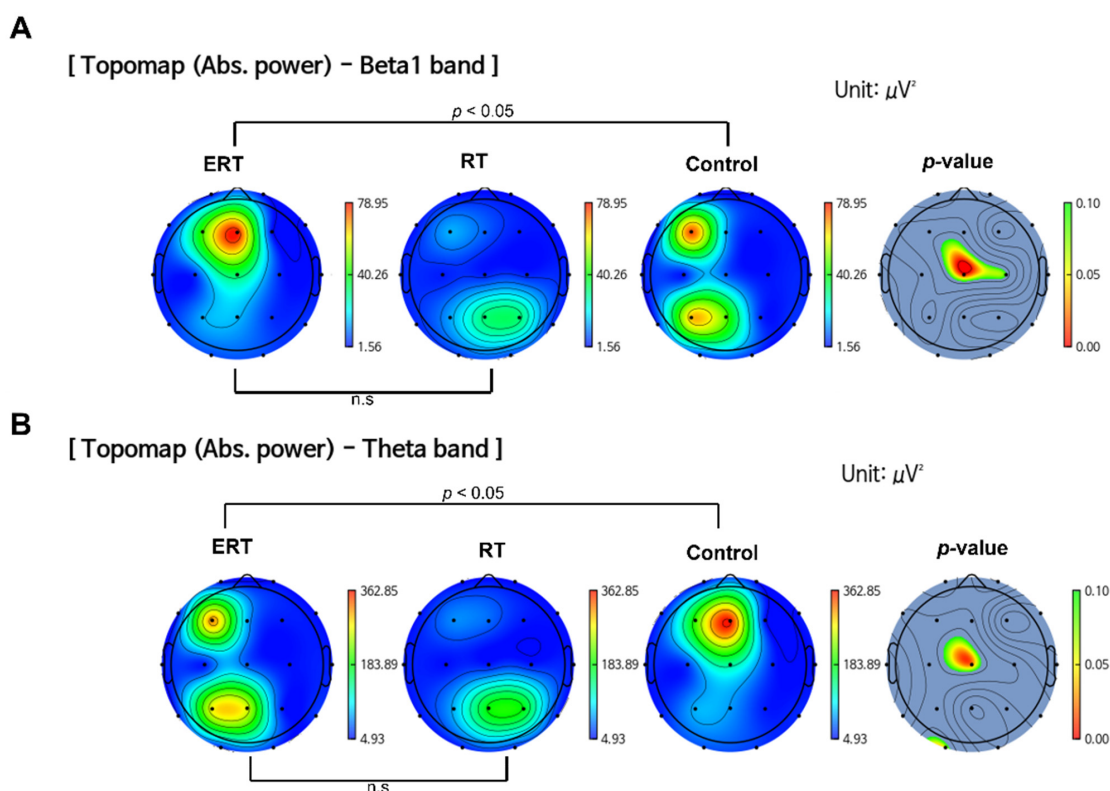 A
[ Topomap (Abs. power) – Beta1 band ]
Unit: μV²
p < 0.05
ERT
RT
Control
p-value
78.95
40.26
1.56
78.95
40.26
1.56
78.95
40.26
1.56
0.10
0.05
0.00
n.s
B
[ Topomap (Abs. power) – Theta band ]
Unit: μV²
p < 0.05
ERT
RT
Control
p-value
362.85
183.89
4.93
362.85
183.89
4.93
362.85
183.89
4.93
0.10
0.05
0.00
n.s